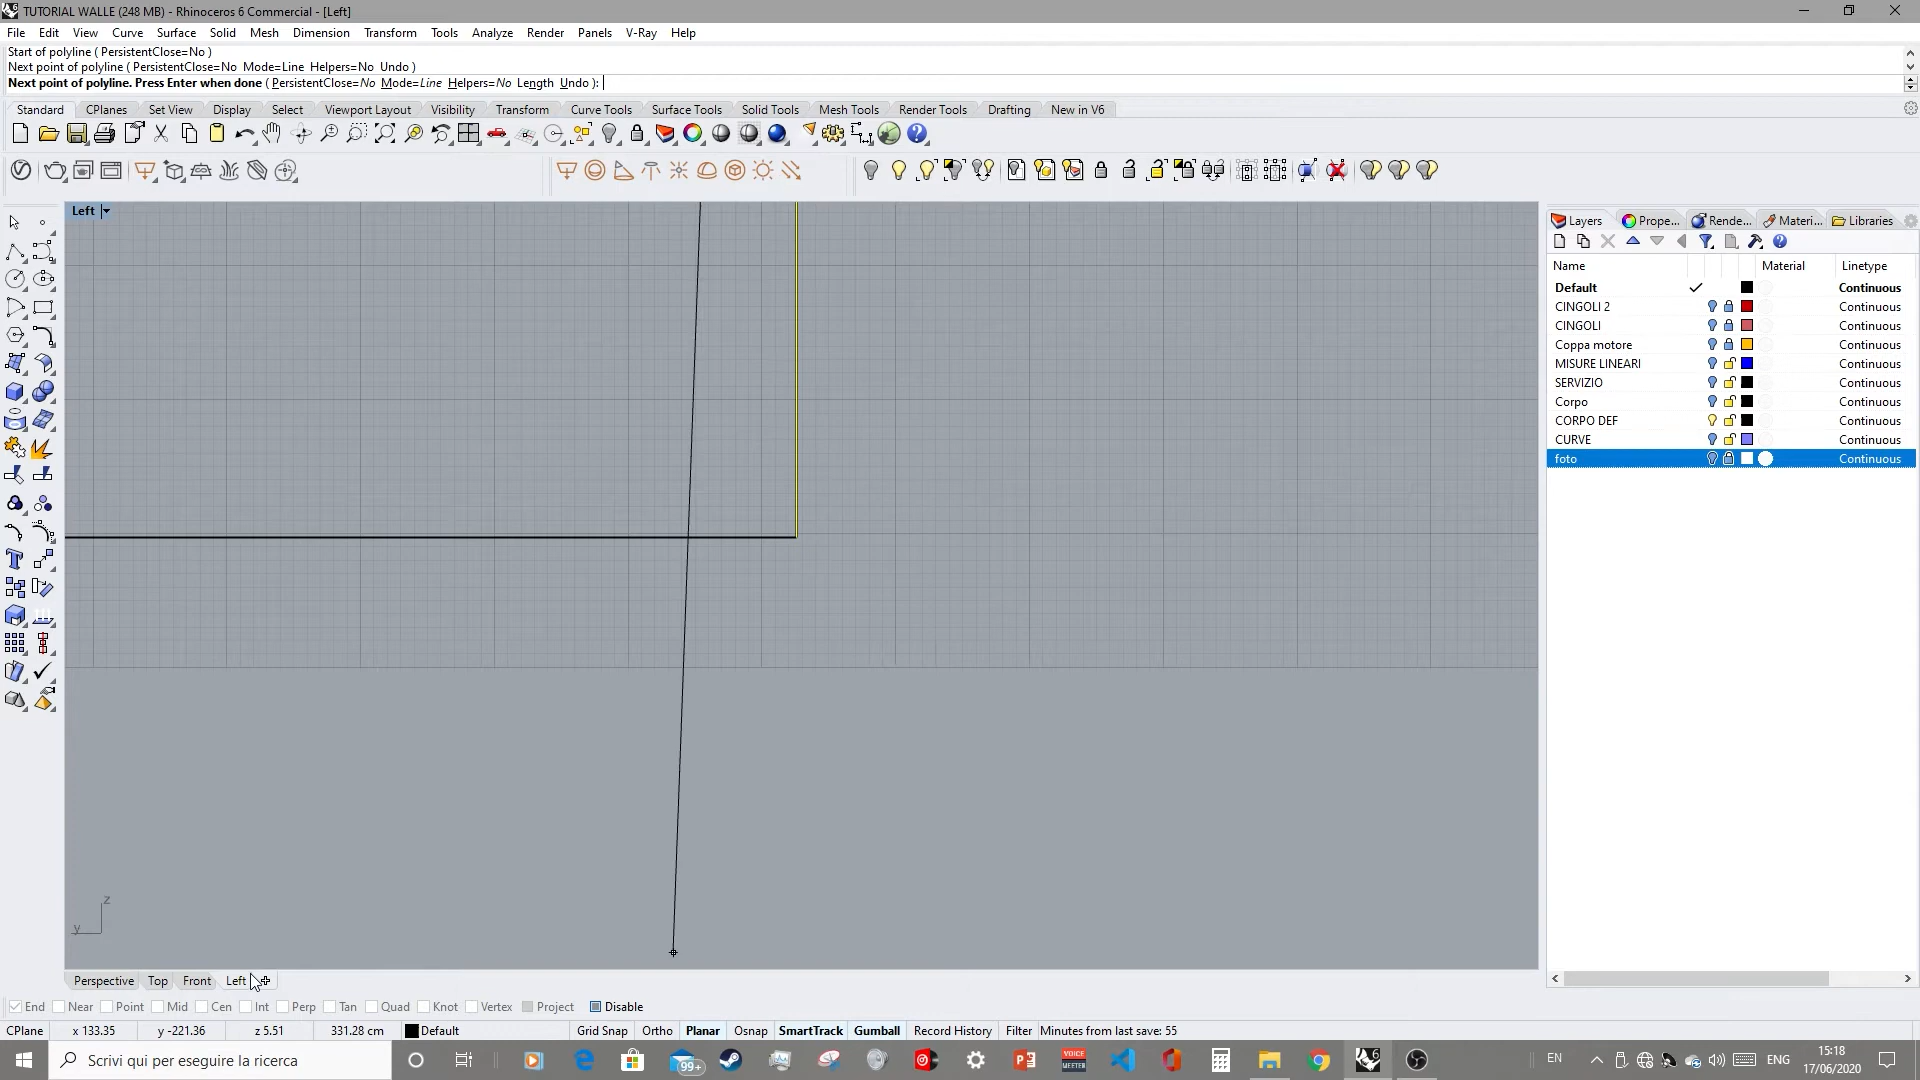 TUTORIAL WALLE (248 MB) - Rhinoceros 6 Commercial - [Left]
File Edit View Curve Surface Solid Mesh Dimension Transform Tools Analyze Render Panels V-Ray Help
Start of polyline ( PersistentClose=No )
Next point of polyline ( PersistentClose=No Mode=Line Helpers=No Undo )
Next point of polyline. Press Enter when done ( PersistentClose=No Mode=Line Helpers=No Length Undo ):
Standard CPlanes Set View Display Select Viewport Layout Visibility Transform Curve Tools Surface Tools Solid Tools Mesh Tools Render Tools Drafting New in V6
Left
Layers Prope... Rende... Materi... Libraries
Name Material Linetype
Default Continuous
CINGOLI 2 Continuous
CINGOLI Continuous
Coppa motore Continuous
MISURE LINEARI Continuous
SERVIZIO Continuous
Corpo Continuous
CORPO DEF Continuous
CURVE Continuous
foto Continuous
z
y
Perspective Top Front Left
End Near Point Mid Cen Int Perp Tan Quad Knot Vertex Project Disable
CPlane x 133.35 y -221.36 z 5.51 331.28 cm Default Grid Snap Ortho Planar Osnap SmartTrack Gumball Record History Filter Minutes from last save: 55
Scrivi qui per eseguire la ricerca 99+ VOICE MEETER 6 EN ENG 15:18
17/06/2020